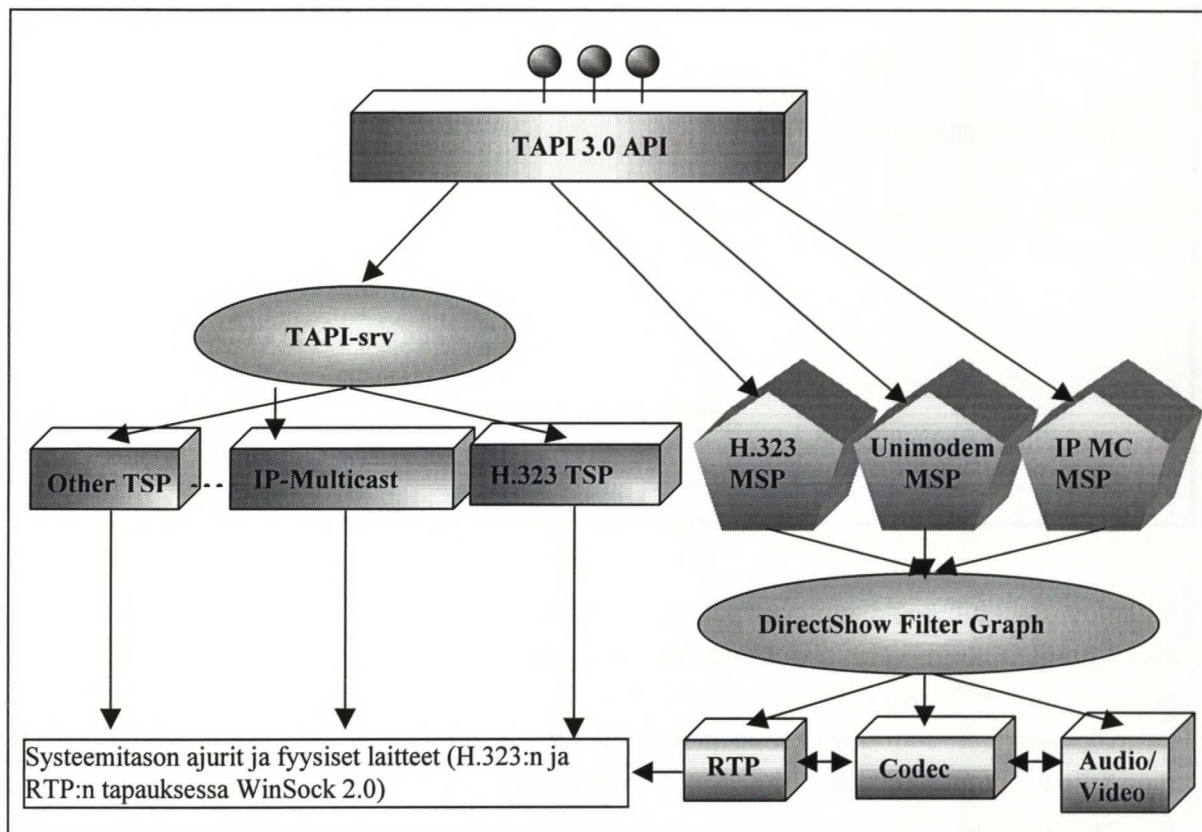 TAPI 3.0 API
TAPI-srv
Other TSP
IP-Multicast
H.323 TSP
H.323
MSP
Unimodem
MSP
IP MC
MSP
DirectShow Filter Graph
Systeemitason ajurit ja fyysiset laitteet (H.323:n ja
RTP:n tapauksessa WinSock 2.0)
RTP
Codec
Audio/
Video